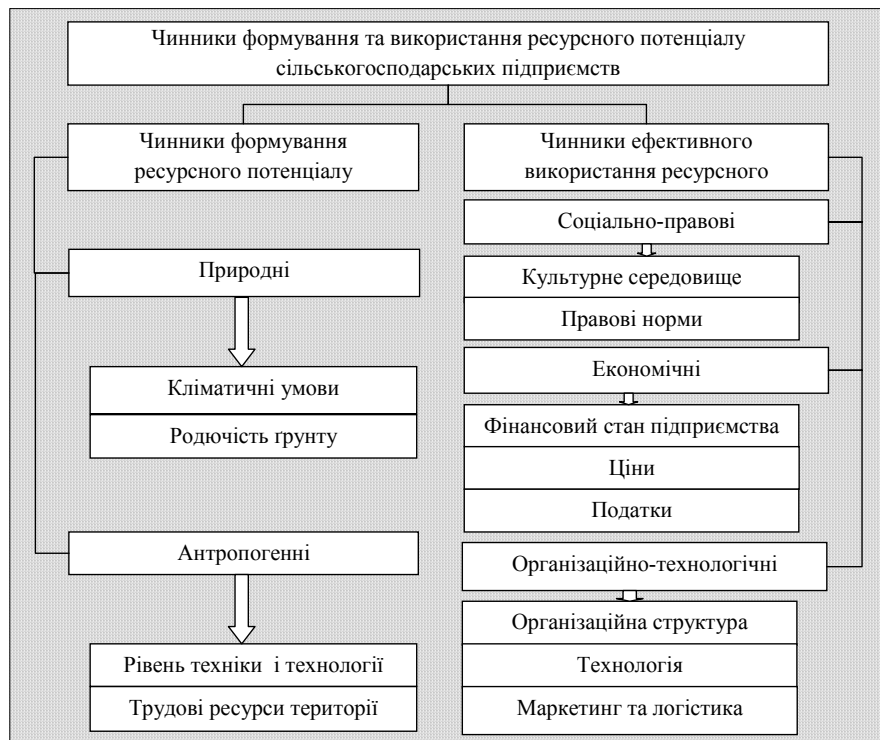 Чинники формування та використання ресурсного потенціалу
сільськогосподарських підприємств
Чинники формування
ресурсного потенціалу
Природні
Кліматичні умови
Родючість ґрунту
Антропогенні
Рівень техніки і технології
Трудові ресурси території
Чинники ефективного
використання ресурсного
Соціально-правові
Культурне середовище
Правові норми
Економічні
Фінансовий стан підприємства
Ціни
Податки
Організаційно-технологічні
Організаційна структура
Технологія
Маркетинг та логістика